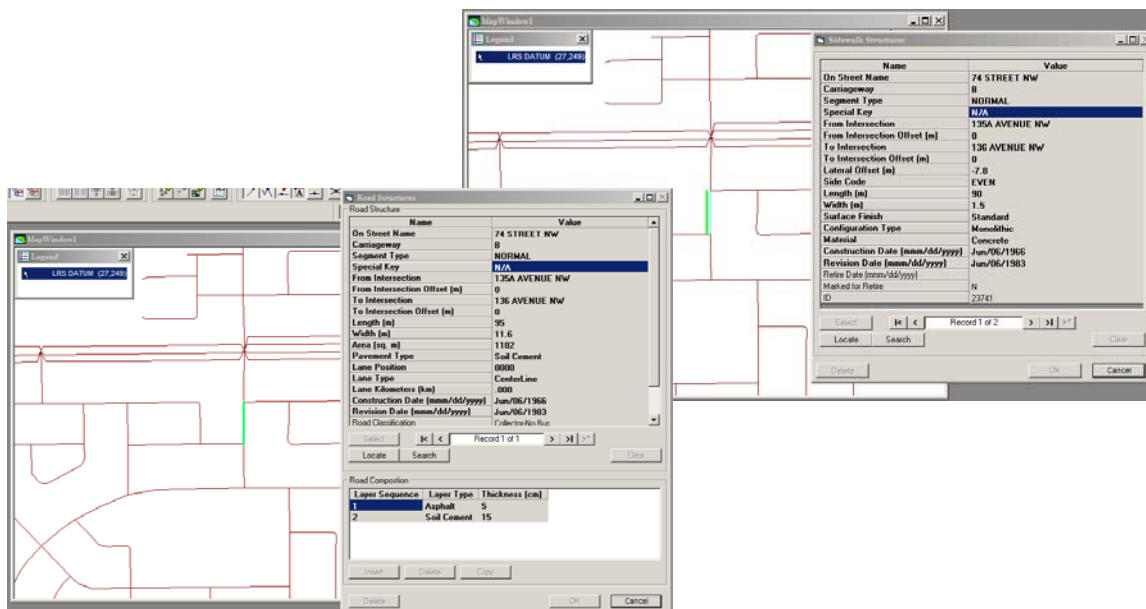 MapWindow1
Legend
LRS DATUM (27,249)
Sidewalk Structures
Name Value
On Street Name 74 STREET NW
Carriageway B
Segment Type NORMAL
Special Key N/A
From Intersection 135A AVENUE NW
From Intersection Offset (m) 0
To Intersection 136 AVENUE NW
To Intersection Offset (m) 0
Lateral Offset (m) -7.8
Side Code EVEN
Length (m) 90
Width (m) 1.5
Surface Finish Standard
Configuration Type Monolithic
Material Concrete
Construction Date (mmm/dd/yyyy) Jun/06/1966
Revision Date (mmm/dd/yyyy) Jun/06/1983
Retire Date (mmm/dd/yyyy)
Marked for Retire N
ID 23741
Select Record 1 of 2
Locate Search Clear
Delete OK Cancel
MapWindow1
Legend
LRS DATUM (27,249)
Road Structures
Road Structure
Name Value
On Street Name 74 STREET NW
Carriageway B
Segment Type NORMAL
Special Key N/A
From Intersection 135A AVENUE NW
From Intersection Offset (m) 0
To Intersection 136 AVENUE NW
To Intersection Offset (m) 0
Length (m) 95
Width (m) 11.6
Area (sq. m) 1102
Pavement Type Soil Cement
Lane Position 0000
Lane Type CenterLine
Lane Kilometers (km) .000
Construction Date (mmm/dd/yyyy) Jun/06/1966
Revision Date (mmm/dd/yyyy) Jun/06/1983
Road Classification Collector-No Bus
Select Record 1 of 1
Locate Search Clear
Road Compostion
Layer Sequence Layer Type Thickness (cm)
1 Asphalt 5
2 Soil Cement 15
Insert Delete Copy
Delete OK Cancel